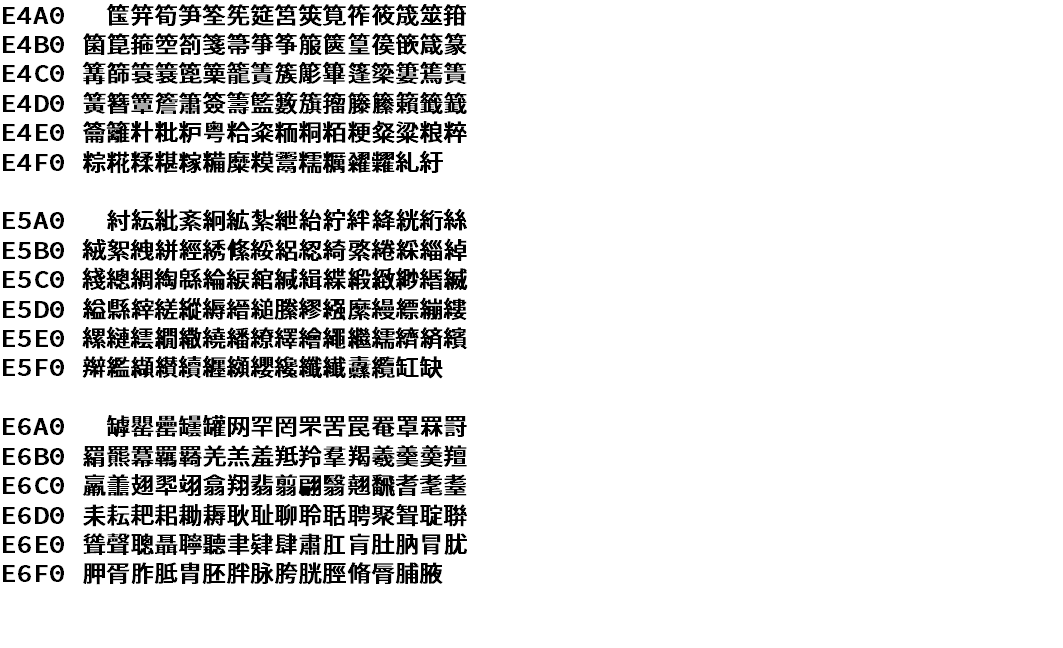 E4A0 筺笄筍笋筌筅筵筥筴筧筰筱筬筮箝
E4B0 箘箟箍箜箚箋箒箏筝箙篋篁篌篏箴篆
E4C0 篝篩簑簔篦篥籠簀簇簓篳篷簗簍篶簣
E4D0 簧簪簟簷簫簽籌籃籔籏籀籐籘籟籤籖
E4E0 籥籬籵粃粐粤粭粢粫粡粨粳粲粱粮粹
E4F0 粽糀糅糂糘糒糜糢鬻糯糲糴糶糺紆
E5A0 紂紜紕紊絅絋紮紲紿紵絆絳絖絎絲
E5B0 絨絮絏絣經綉絛綏絽綛綺綮綣綵緇綽
E5C0 綫總綢綯緜綸綟綰緘緝緤緞緻緲緡縅
E5D0 縊縣縡縒縱縟縉縋縢繆繦縻縵縹繃縷
E5E0 縲縺繧繝繖繞繙繚繹繪繩繼繻纃緕繽
E5F0 辮繿纈纉續纒纐纓纔纖纎纛纜缸缺
E6A0 罅罌罍罎罐网罕罔罘罟罠罨罩罧罸
E6B0 羂羆羃羈羇羌羔羞羝羚羣羯羲羹羮羶
E6C0 羸譱翅翆翊翕翔翡翦翩翳翹飜耆耄耋
E6D0 耒耘耙耜耡耨耿耻聊聆聒聘聚聟聢聨
E6E0 聳聲聰聶聹聽聿肄肆肅肛肓肚肭冐肬
E6F0 胛胥胙胝胄胚胖脉胯胱脛脩脣脯腋